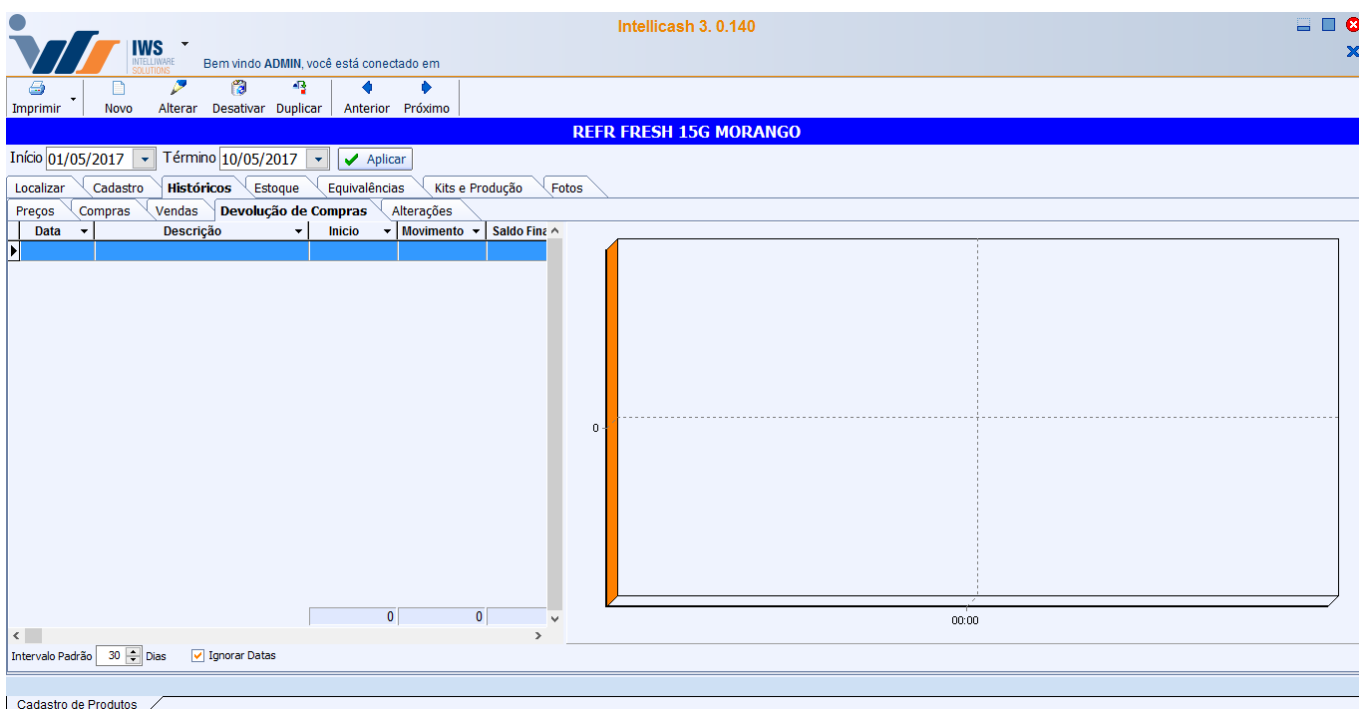 Intellicash 3. 0.140
IWS
INTELLIWARE
SOLUTIONS
Bem vindo ADMIN, você está conectado em
Imprimir Novo Alterar Desativar Duplicar Anterior Próximo
REFR FRESH 15G MORANGO
Início 01/05/2017 Término 10/05/2017 Aplicar
Localizar Cadastro Históricos Estoque Equivalências Kits e Produção Fotos
Preços Compras Vendas Devolução de Compras Alterações
Data Descrição Inicio Movimento Saldo Fina
0
0 0
00:00
Intervalo Padrão 30 Dias Ignorar Datas
Cadastro de Produtos